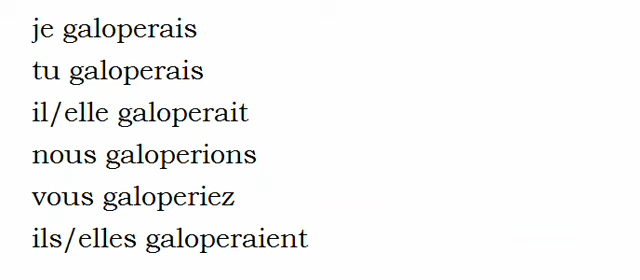 je galoperais
tu galoperais
il/elle galoperait
nous galoperions
vous galoperiez
ils/elles galoperaient